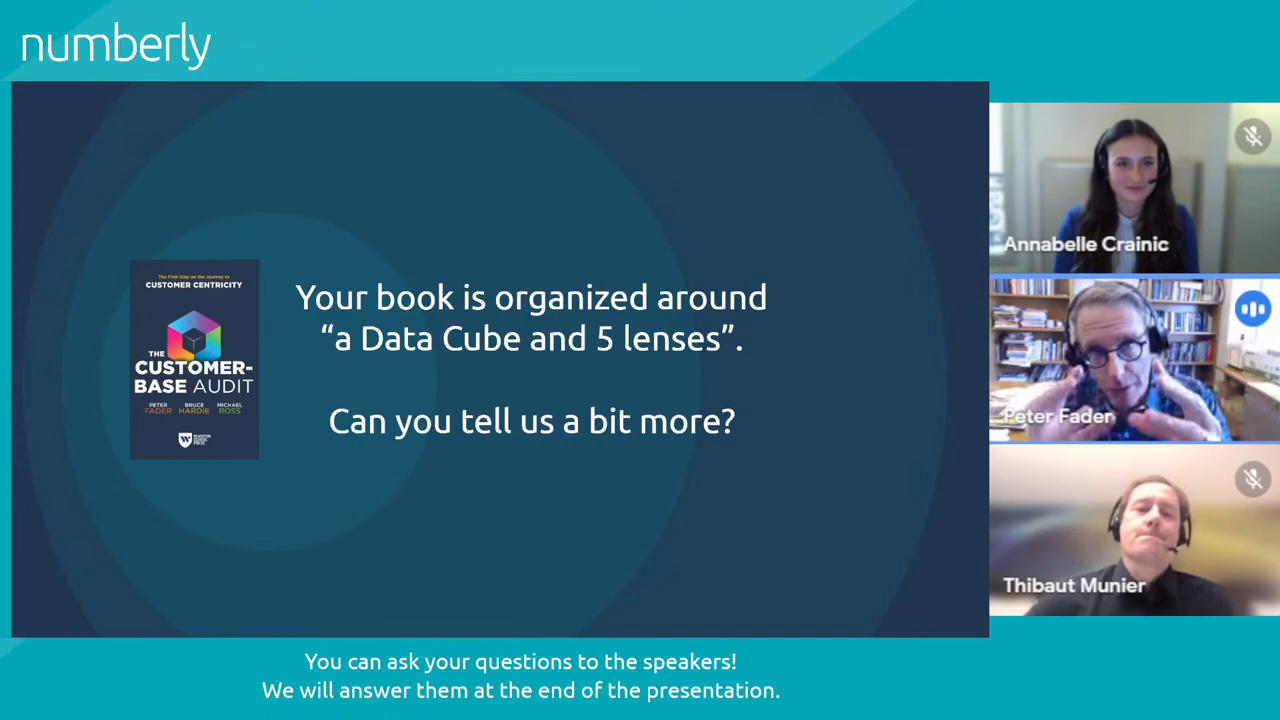 numberly
The First Step on the Journey to
CUSTOMER CENTRICITY
THE
CUSTOMER-
BASE AUDIT
PETER BRUCE MICHAEL
FADER HARDIE ROSS
WHARTON
SCHOOL
PRESS
Your book is organized around
“a Data Cube and 5 lenses”.
Can you tell us a bit more?
Annabelle Crainic
Peter Fader
Thibaut Munier
You can ask your questions to the speakers!
We will answer them at the end of the presentation.